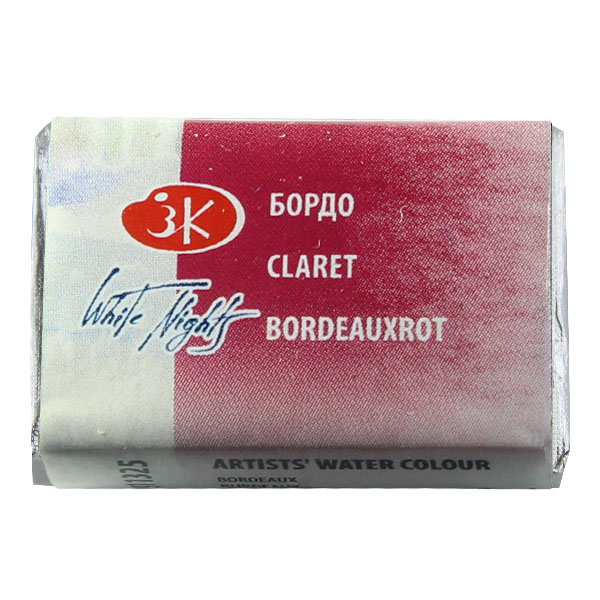 ЗК
БОРДО
CLARET
White Nights
BORDEAUXROT
ARTISTS' WATER COLOUR
BORDEAUX